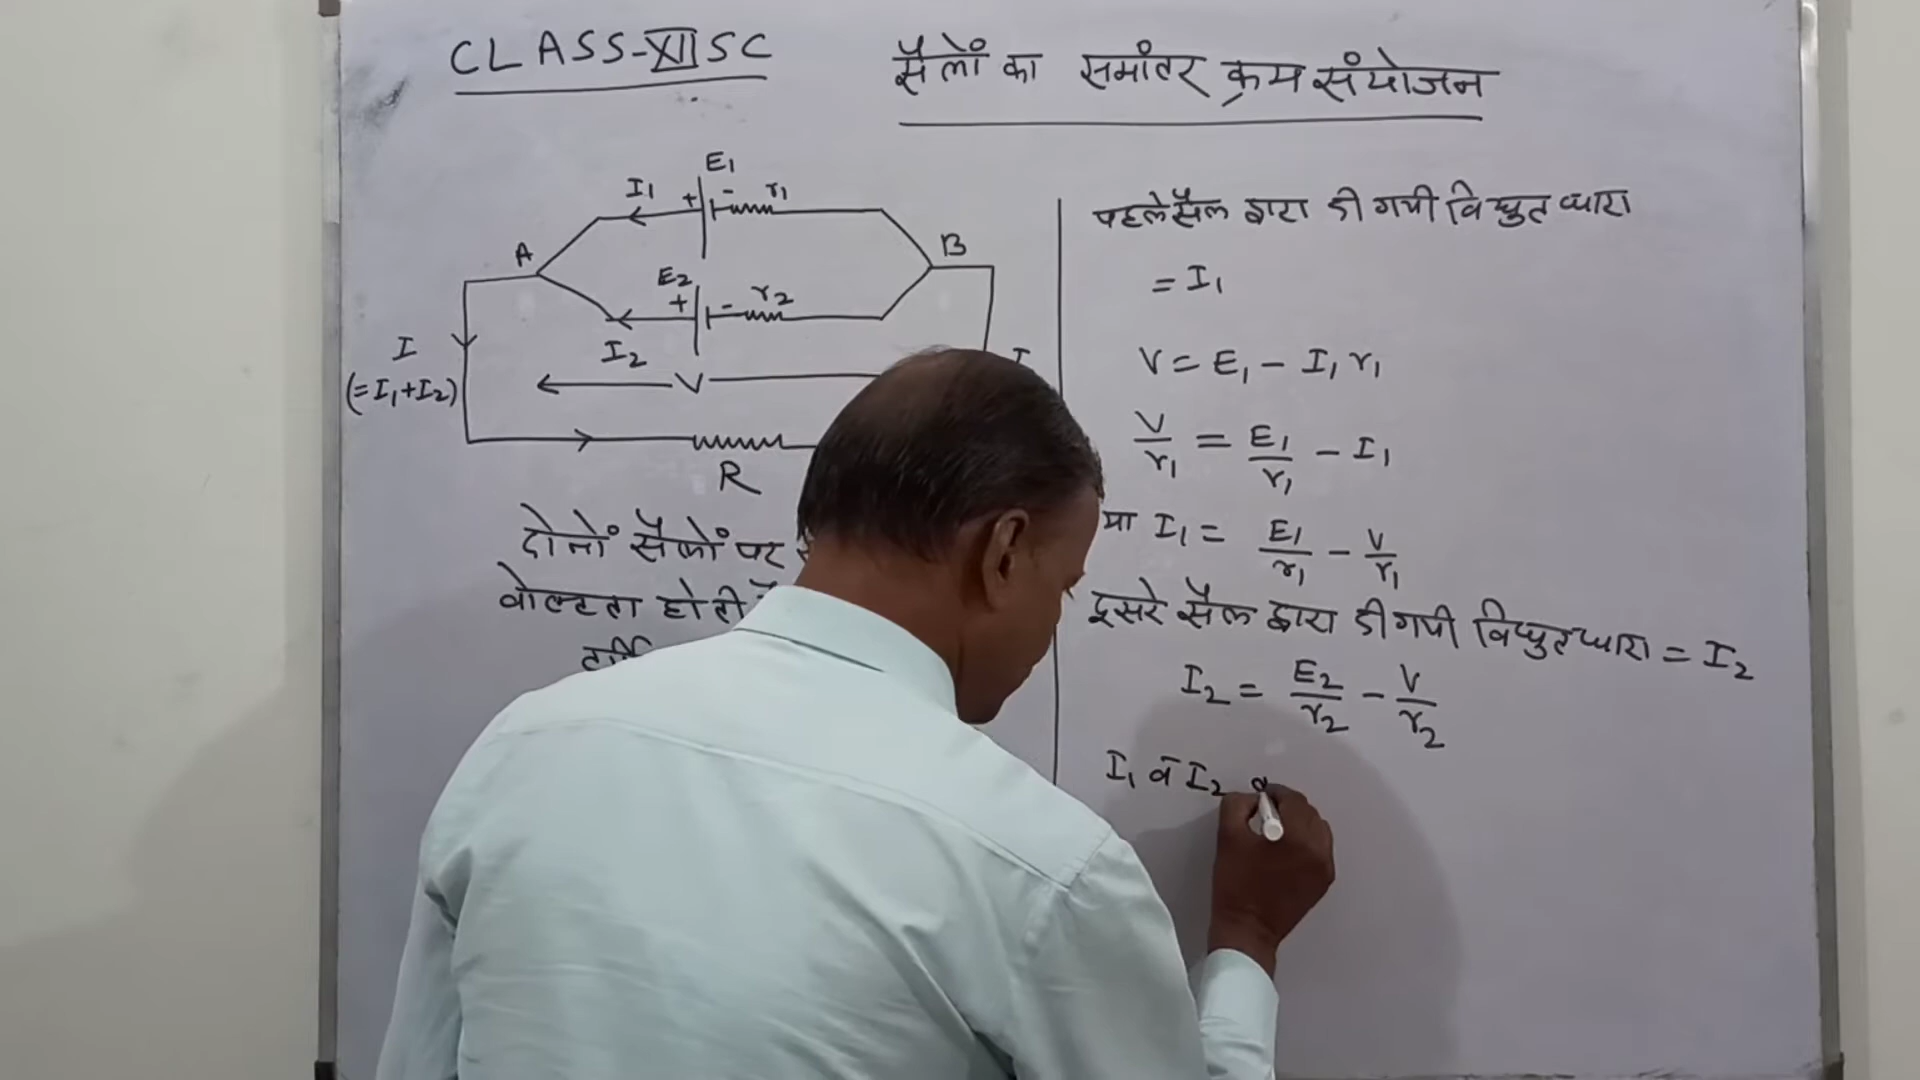 CLASS-XII SC
सैलों का समांतर क्रम संयोजन
E₁
I₁ + - r₁
A B
E₂
+ - r₂
I₂
I
(=I₁+I₂)
V
R
दोनों सैलों पर
वोल्टता होती
पहले सैल द्वारा दी गयी विद्युत धारा
= I₁
V = E₁ - I₁ r₁
V/r₁ = E₁/r₁ - I₁
या I₁ = E₁/r₁ - V/r₁
दूसरे सैल द्वारा दी गयी विद्युत धारा = I₂
I₂ = E₂/r₂ - V/r₂
I₁ व I₂